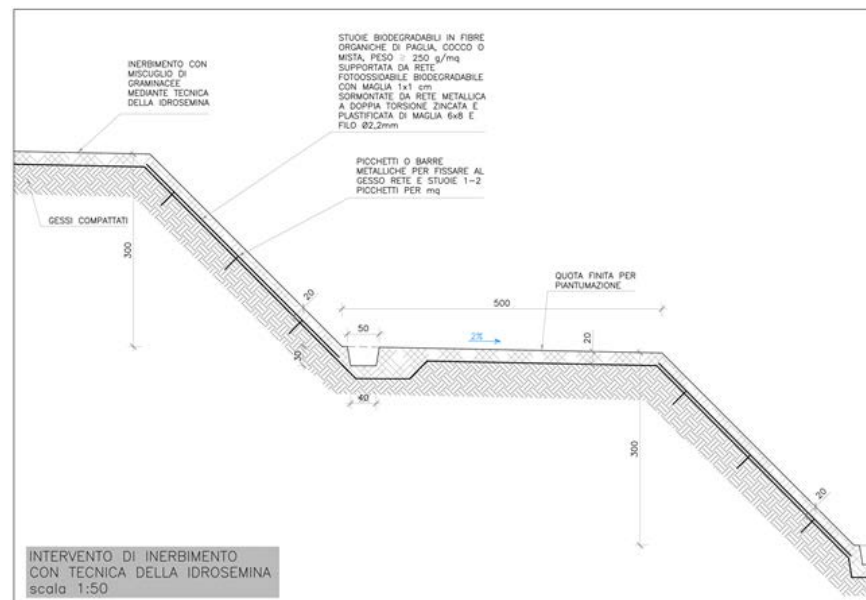 STUOIE BIODEGRADABILI IN FIBRE
ORGANICHE DI PAGLIA, COCCO O
MISTA, PESO ≥ 250 g/mq
SUPPORTATA DA RETE
FOTOOSSIDABILE BIODEGRADABILE
CON MAGLIA 1x1 cm
SORMONTATE DA RETE METALLICA
A DOPPIA TORSIONE ZINCATA E
PLASTIFICATA DI MAGLIA 6x8 E
FILO Ø2,2mm
INERBIMENTO CON
MISCUGLIO DI
GRAMINACEE
MEDIANTE TECNICA
DELLA IDROSEMINA
PICCHETTI O BARRE
METALLICHE PER FISSARE AL
GESSO RETE E STUOIE 1-2
PICCHETTI PER mq
GESSI COMPATTATI
300
QUOTA FINITA PER
PIANTUMAZIONE
20
500
50
2%
20
30
40
300
20
INTERVENTO DI INERBIMENTO
CON TECNICA DELLA IDROSEMINA
scala 1:50